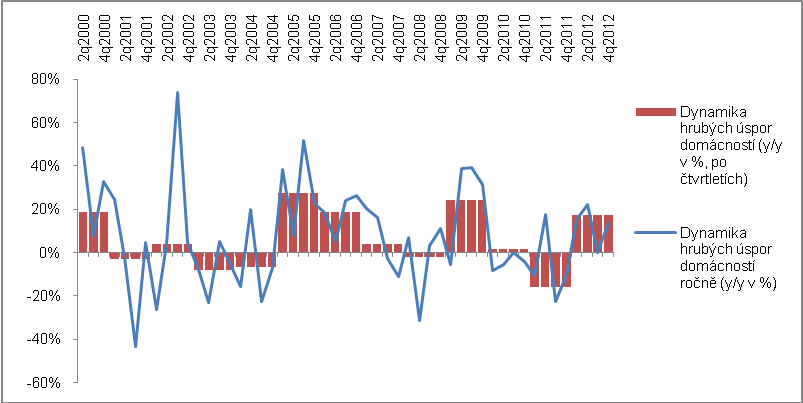 2q2000
4q2000
2q2001
4q2001
2q2002
4q2002
2q2003
4q2003
2q2004
4q2004
2q2005
4q2005
2q2006
4q2006
2q2007
4q2007
2q2008
4q2008
2q2009
4q2009
2q2010
4q2010
2q2011
4q2011
2q2012
4q2012
80%
60%
40%
20%
0%
-20%
-40%
-60%
Dynamika
hrubých úspor
domácností (y/y
v %, po
čtvrtletích)
Dynamika
hrubých úspor
domácností
ročně (y/y v %)